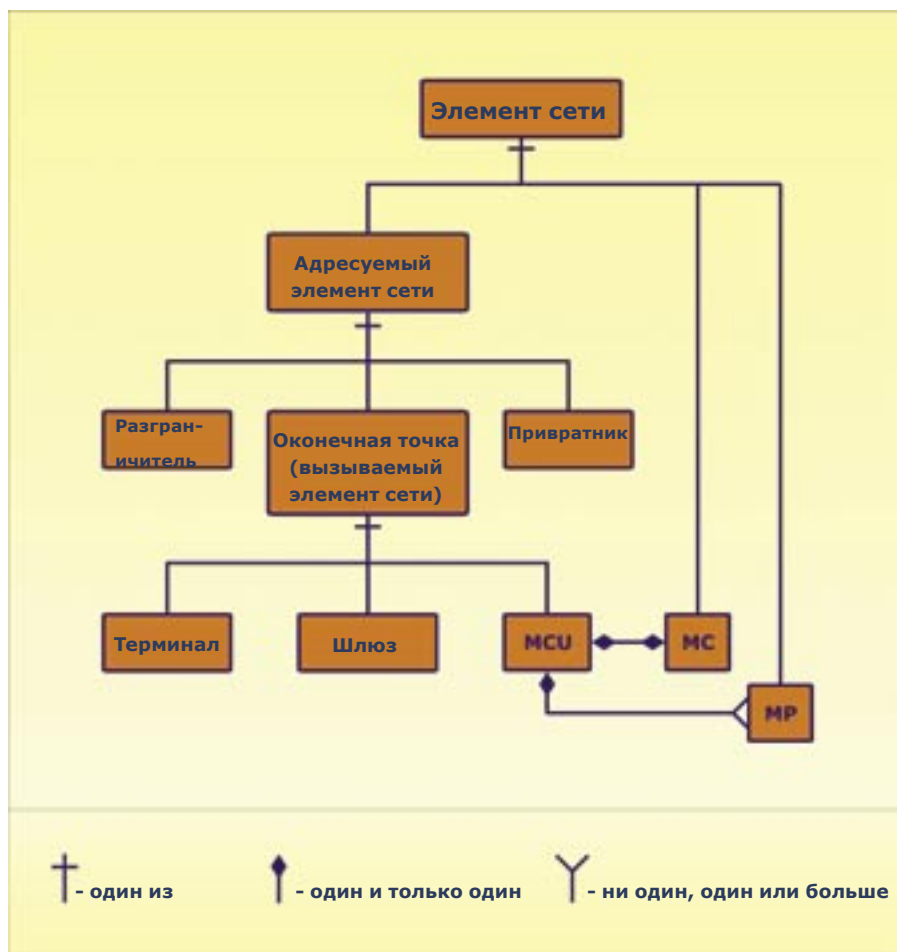 Элемент сети
Адресуемый
элемент сети
Разгран-
ичитель
Оконечная точка
(вызываемый
элемент сети)
Привратник
Терминал
Шлюз
MCU
MC
MP
- один из
- один и только один
- ни один, один или больше